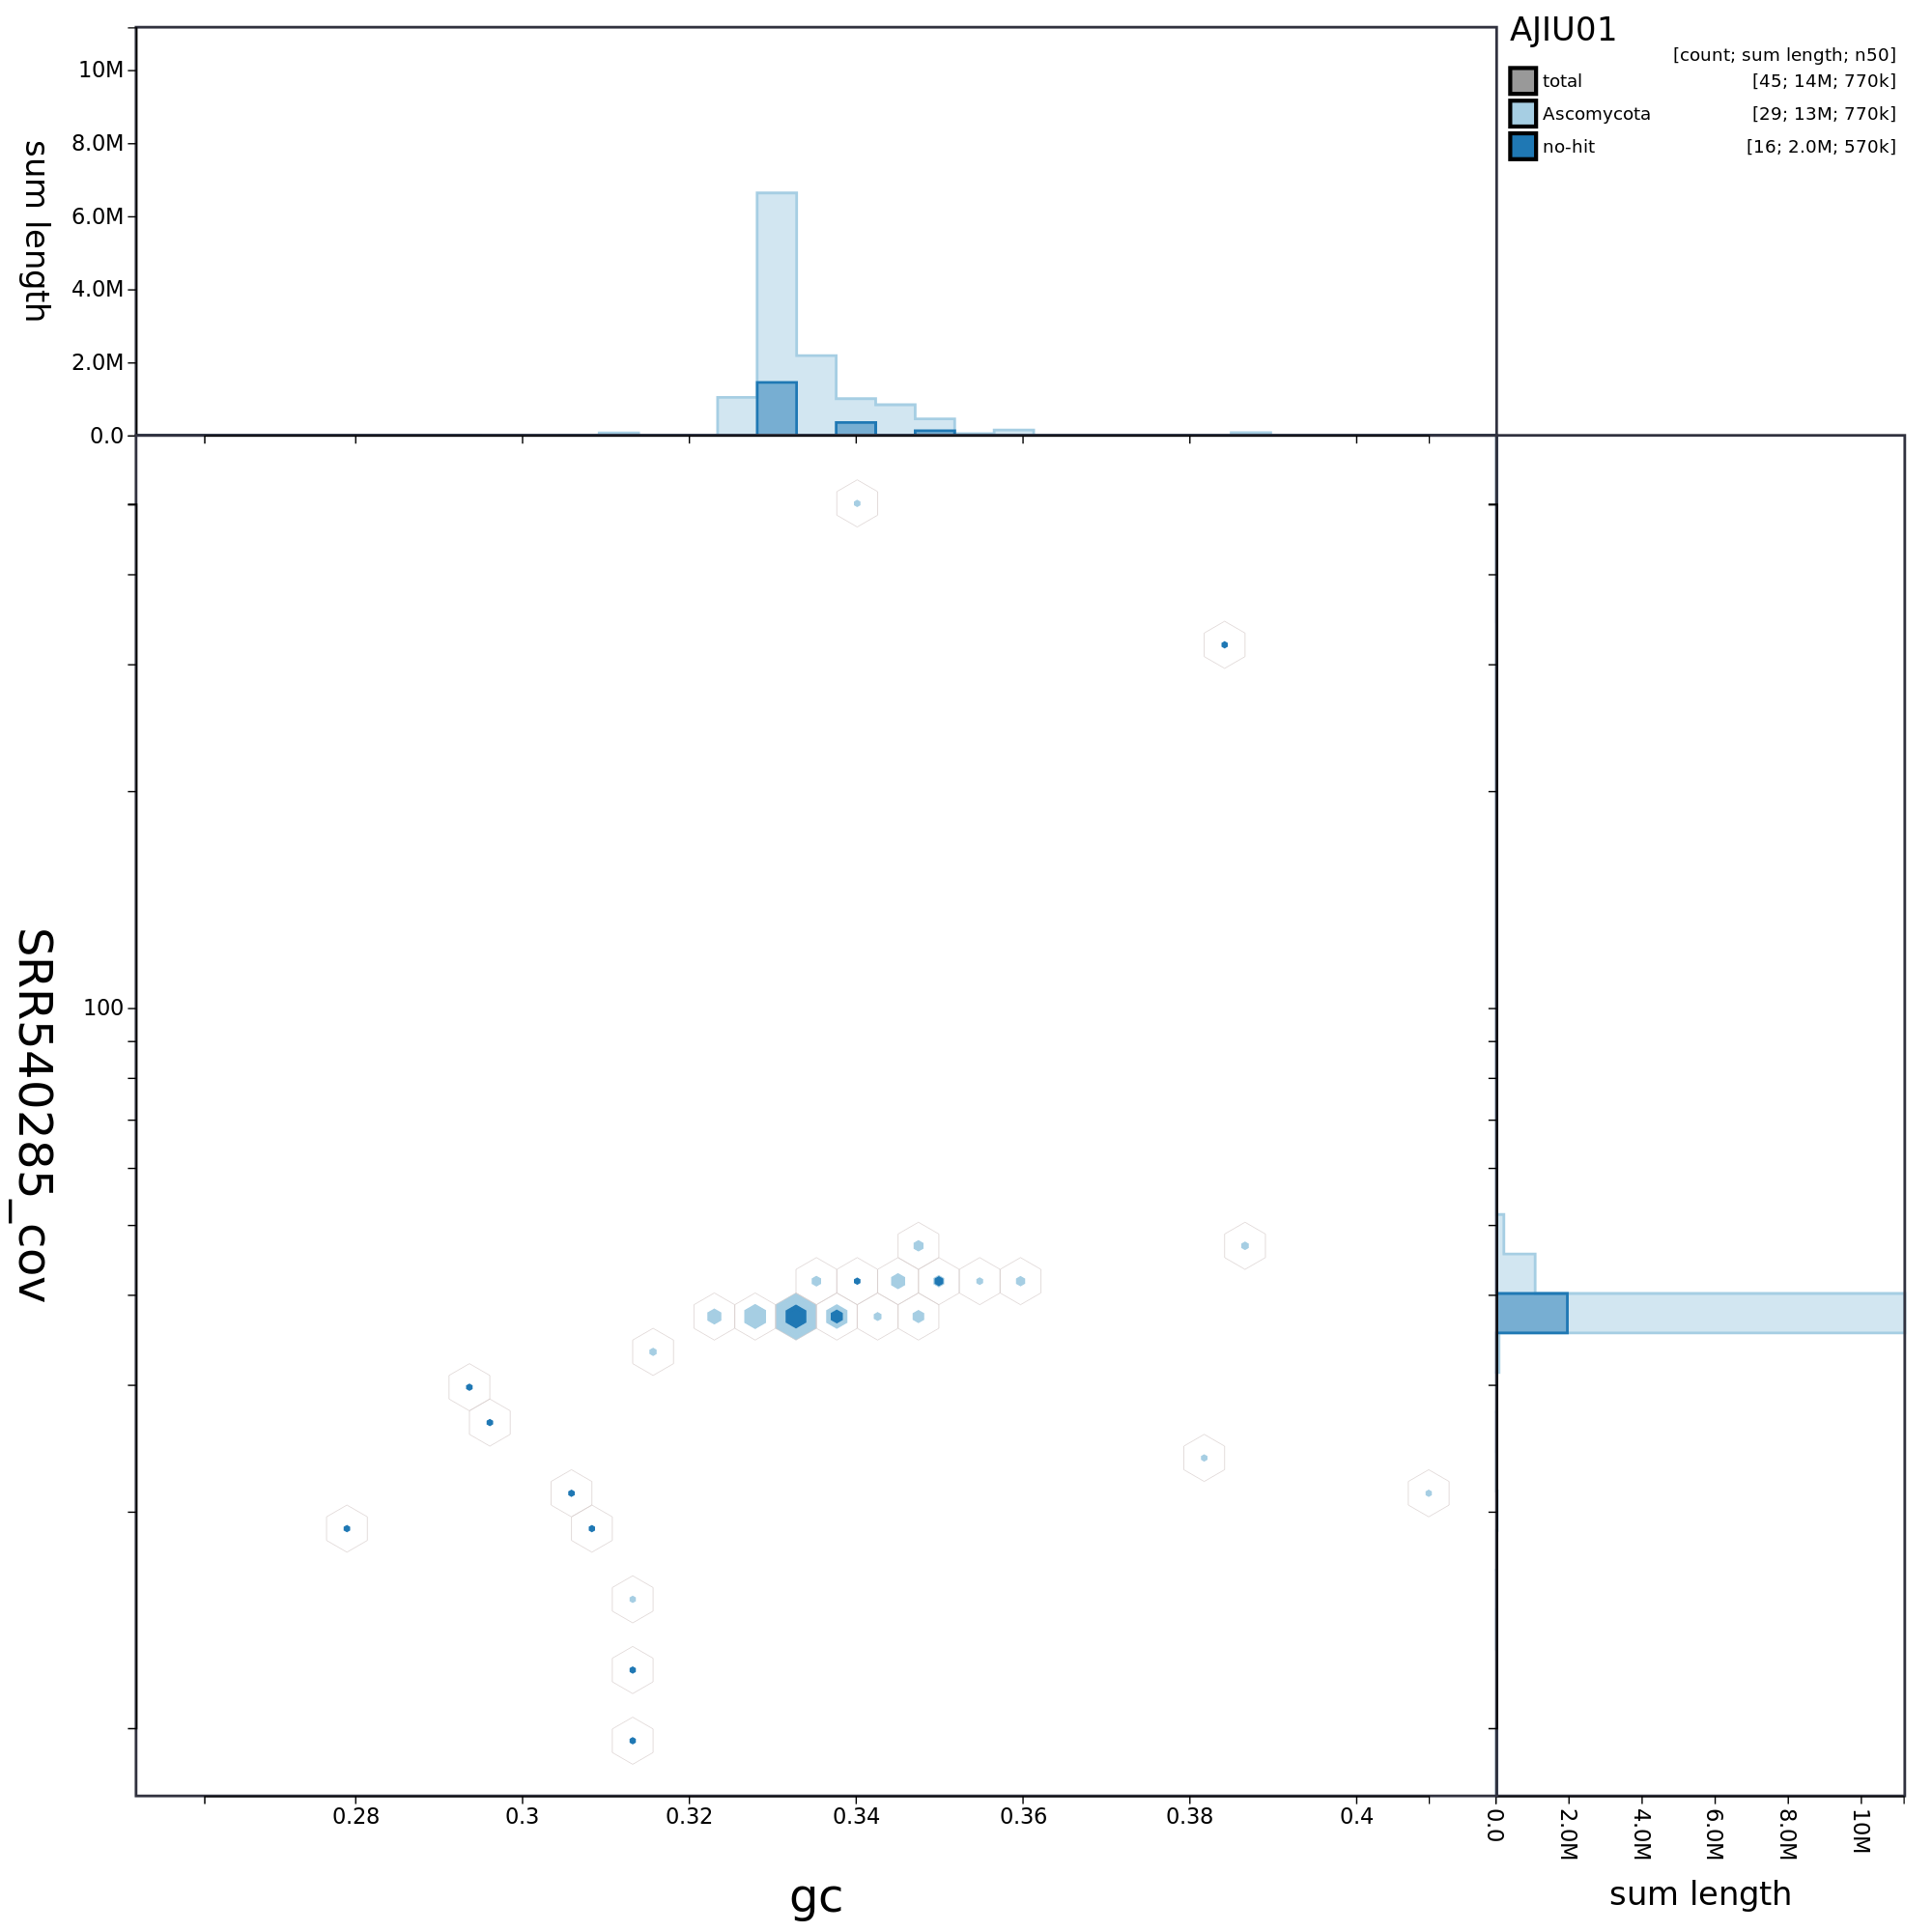 AJIU01
[count; sum length; n50]
total [45; 14M; 770k]
Ascomycota [29; 13M; 770k]
no-hit [16; 2.0M; 570k]
sum length
10M
8.0M
6.0M
4.0M
2.0M
0.0
SRR540285_cov
100
0.28 0.3 0.32 0.34 0.36 0.38 0.4
gc
0.0 2.0M 4.0M 6.0M 8.0M 10M
sum length